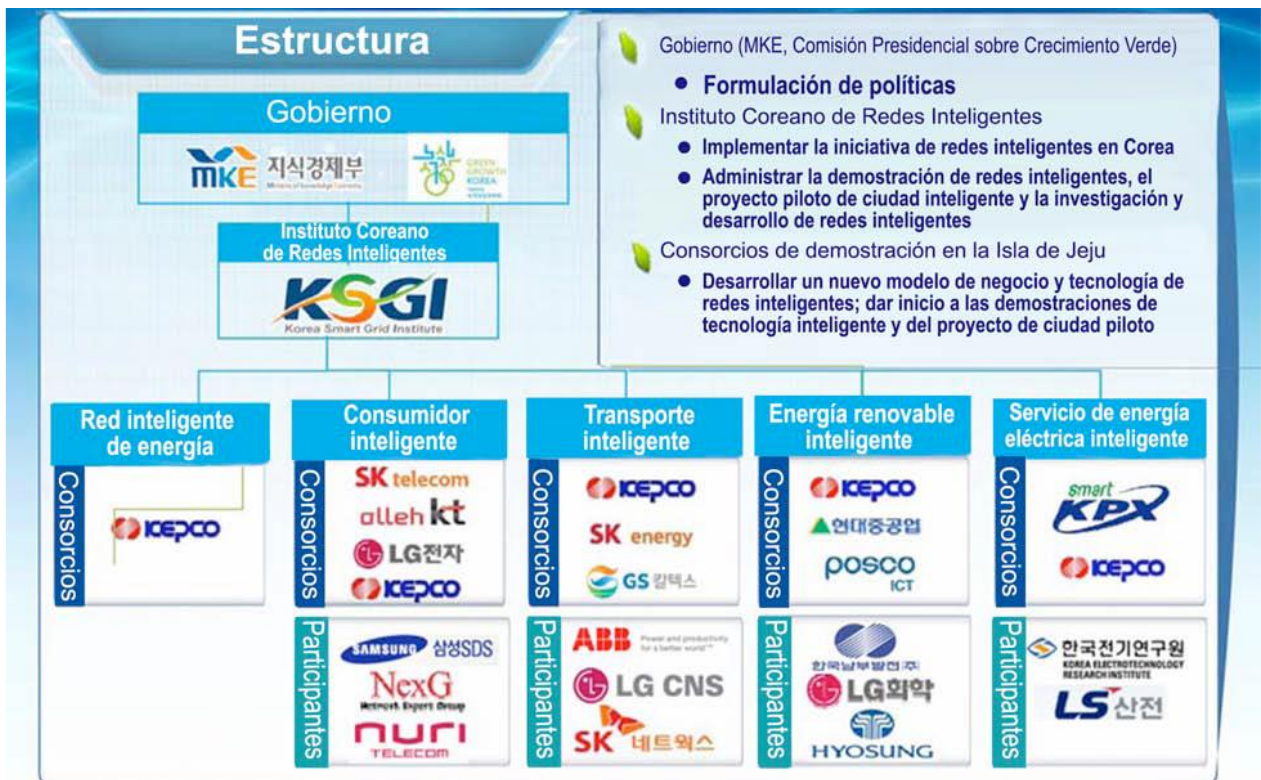 Estructura
Gobierno
MKE 지식경제부
Ministry of Knowledge Economy
녹색성장
GREEN
GROWTH
KOREA
Instituto Coreano
de Redes Inteligentes
KSGI
Korea Smart Grid Institute
Gobierno (MKE, Comisión Presidencial sobre Crecimiento Verde)
● Formulación de políticas
Instituto Coreano de Redes Inteligentes
● Implementar la iniciativa de redes inteligentes en Corea
● Administrar la demostración de redes inteligentes, el
proyecto piloto de ciudad inteligente y la investigación y
desarrollo de redes inteligentes
Consorcios de demostración en la Isla de Jeju
● Desarrollar un nuevo modelo de negocio y tecnología de
redes inteligentes; dar inicio a las demostraciones de
tecnología inteligente y del proyecto de ciudad piloto
Red inteligente
de energía
Consorcios
KEPCO
Consumidor
inteligente
Consorcios
SK telecom
olleh kt
LG전자
KEPCO
Participantes
SAMSUNG 삼성SDS
NexG
Network Expert Group
nuri
TELECOM
Transporte
inteligente
Consorcios
KEPCO
SK energy
GS 칼텍스
Participantes
ABB Power and productivity
for a better world™
LG CNS
SK 네트웍스
Energía renovable
inteligente
Consorcios
KEPCO
현대중공업
posco
ICT
Participantes
한국남부발전(주)
LG화학
HYOSUNG
Servicio de energía
eléctrica inteligente
Consorcios
smart
KPX
KEPCO
Participantes
한국전기연구원
KOREA ELECTROTECHNOLOGY
RESEARCH INSTITUTE
LS산전